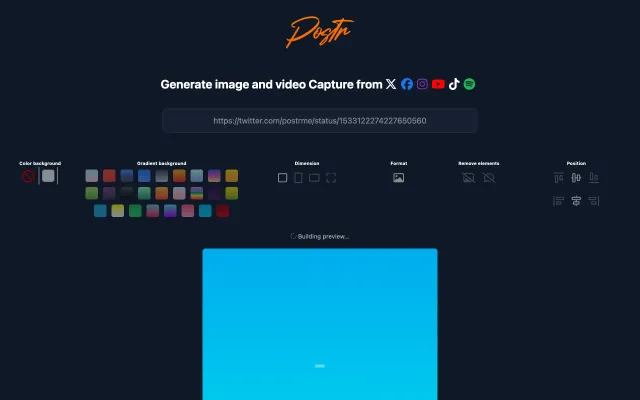 Postr
Generate image and video Capture from
https://twitter.com/postrme/status/1533122274227650560
Color background
Gradient background
Dimension
Format
Remove elements
Position
Building preview...